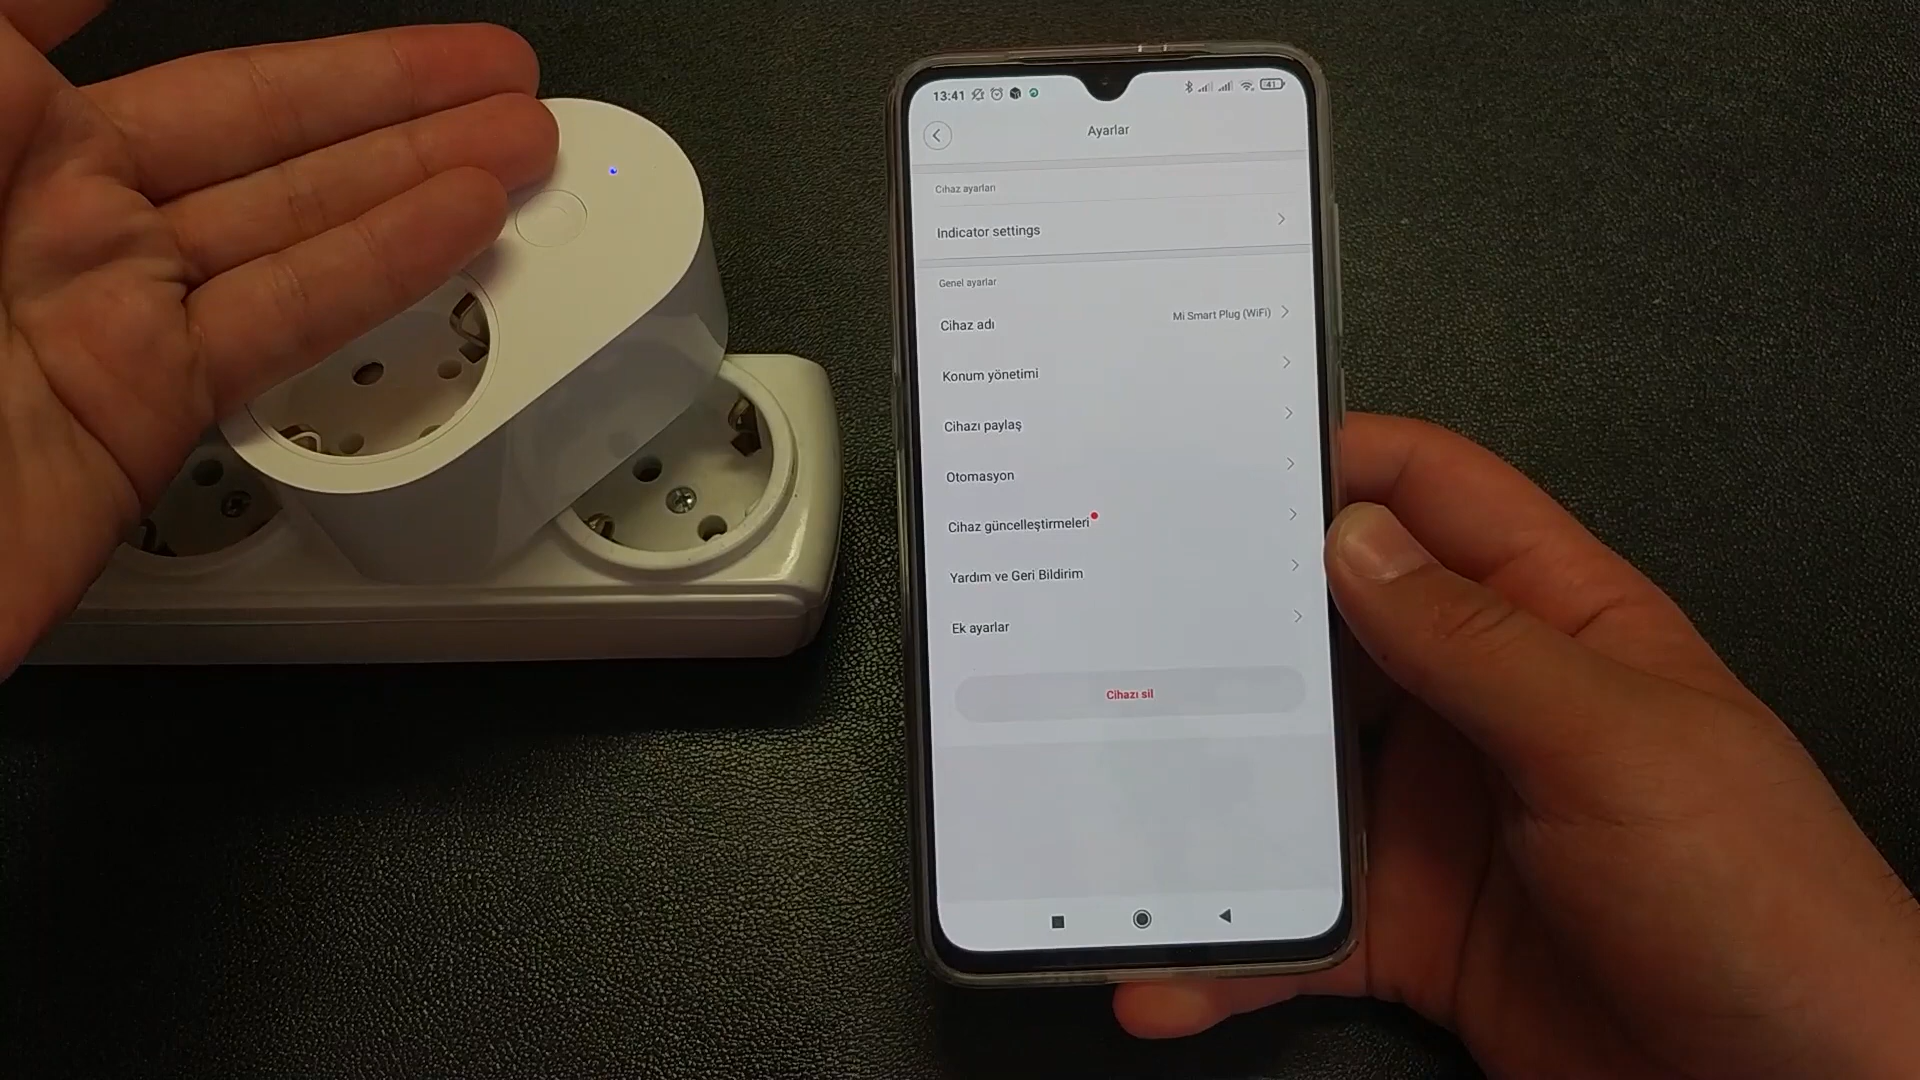 13:41
41
Ayarlar
Cihaz ayarları
Indicator settings
Genel ayarlar
Cihaz adı
Mi Smart Plug (WiFi)
Konum yönetimi
Cihazı paylaş
Otomasyon
Cihaz güncelleştirmeleri
Yardım ve Geri Bildirim
Ek ayarlar
Cihazı sil